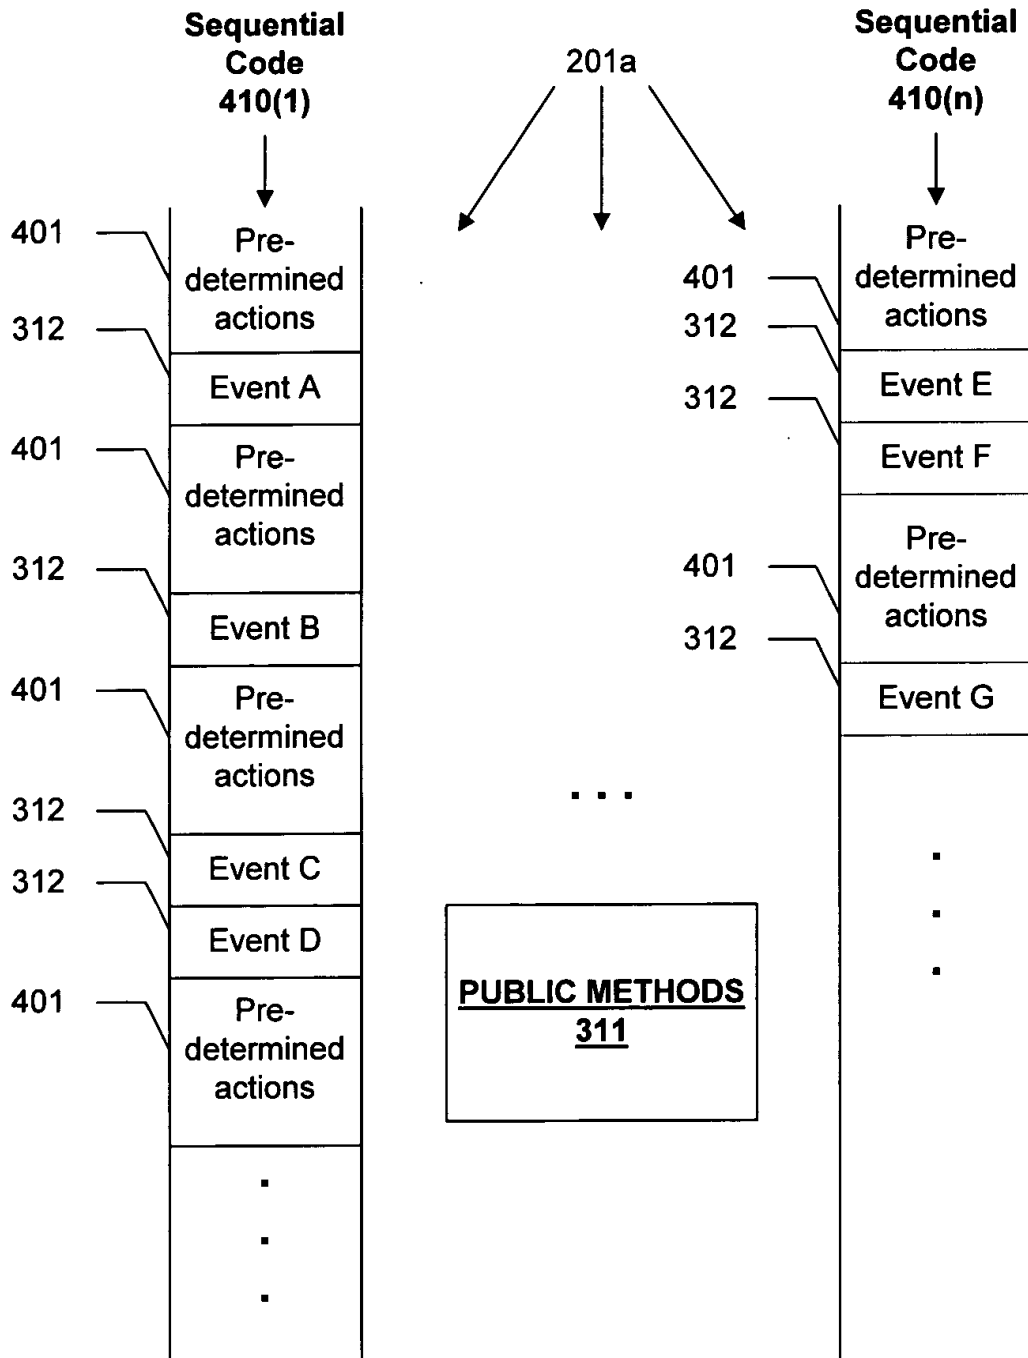 Sequential
Code
410(1)
201a
Sequential
Code
410(n)
401
Pre-
determined
actions
312
Event A
401
Pre-
determined
actions
312
Event B
401
Pre-
determined
actions
312
Event C
312
Event D
401
Pre-
determined
actions
. . .
PUBLIC METHODS
311
401
Pre-
determined
actions
312
Event E
312
Event F
401
Pre-
determined
actions
312
Event G